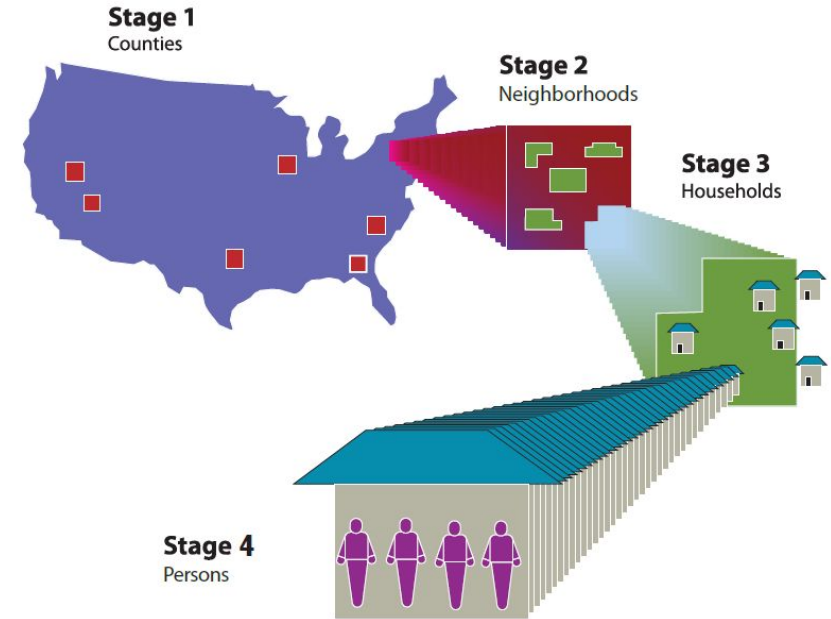 Stage 1
Counties
Stage 2
Neighborhoods
Stage 3
Households
Stage 4
Persons